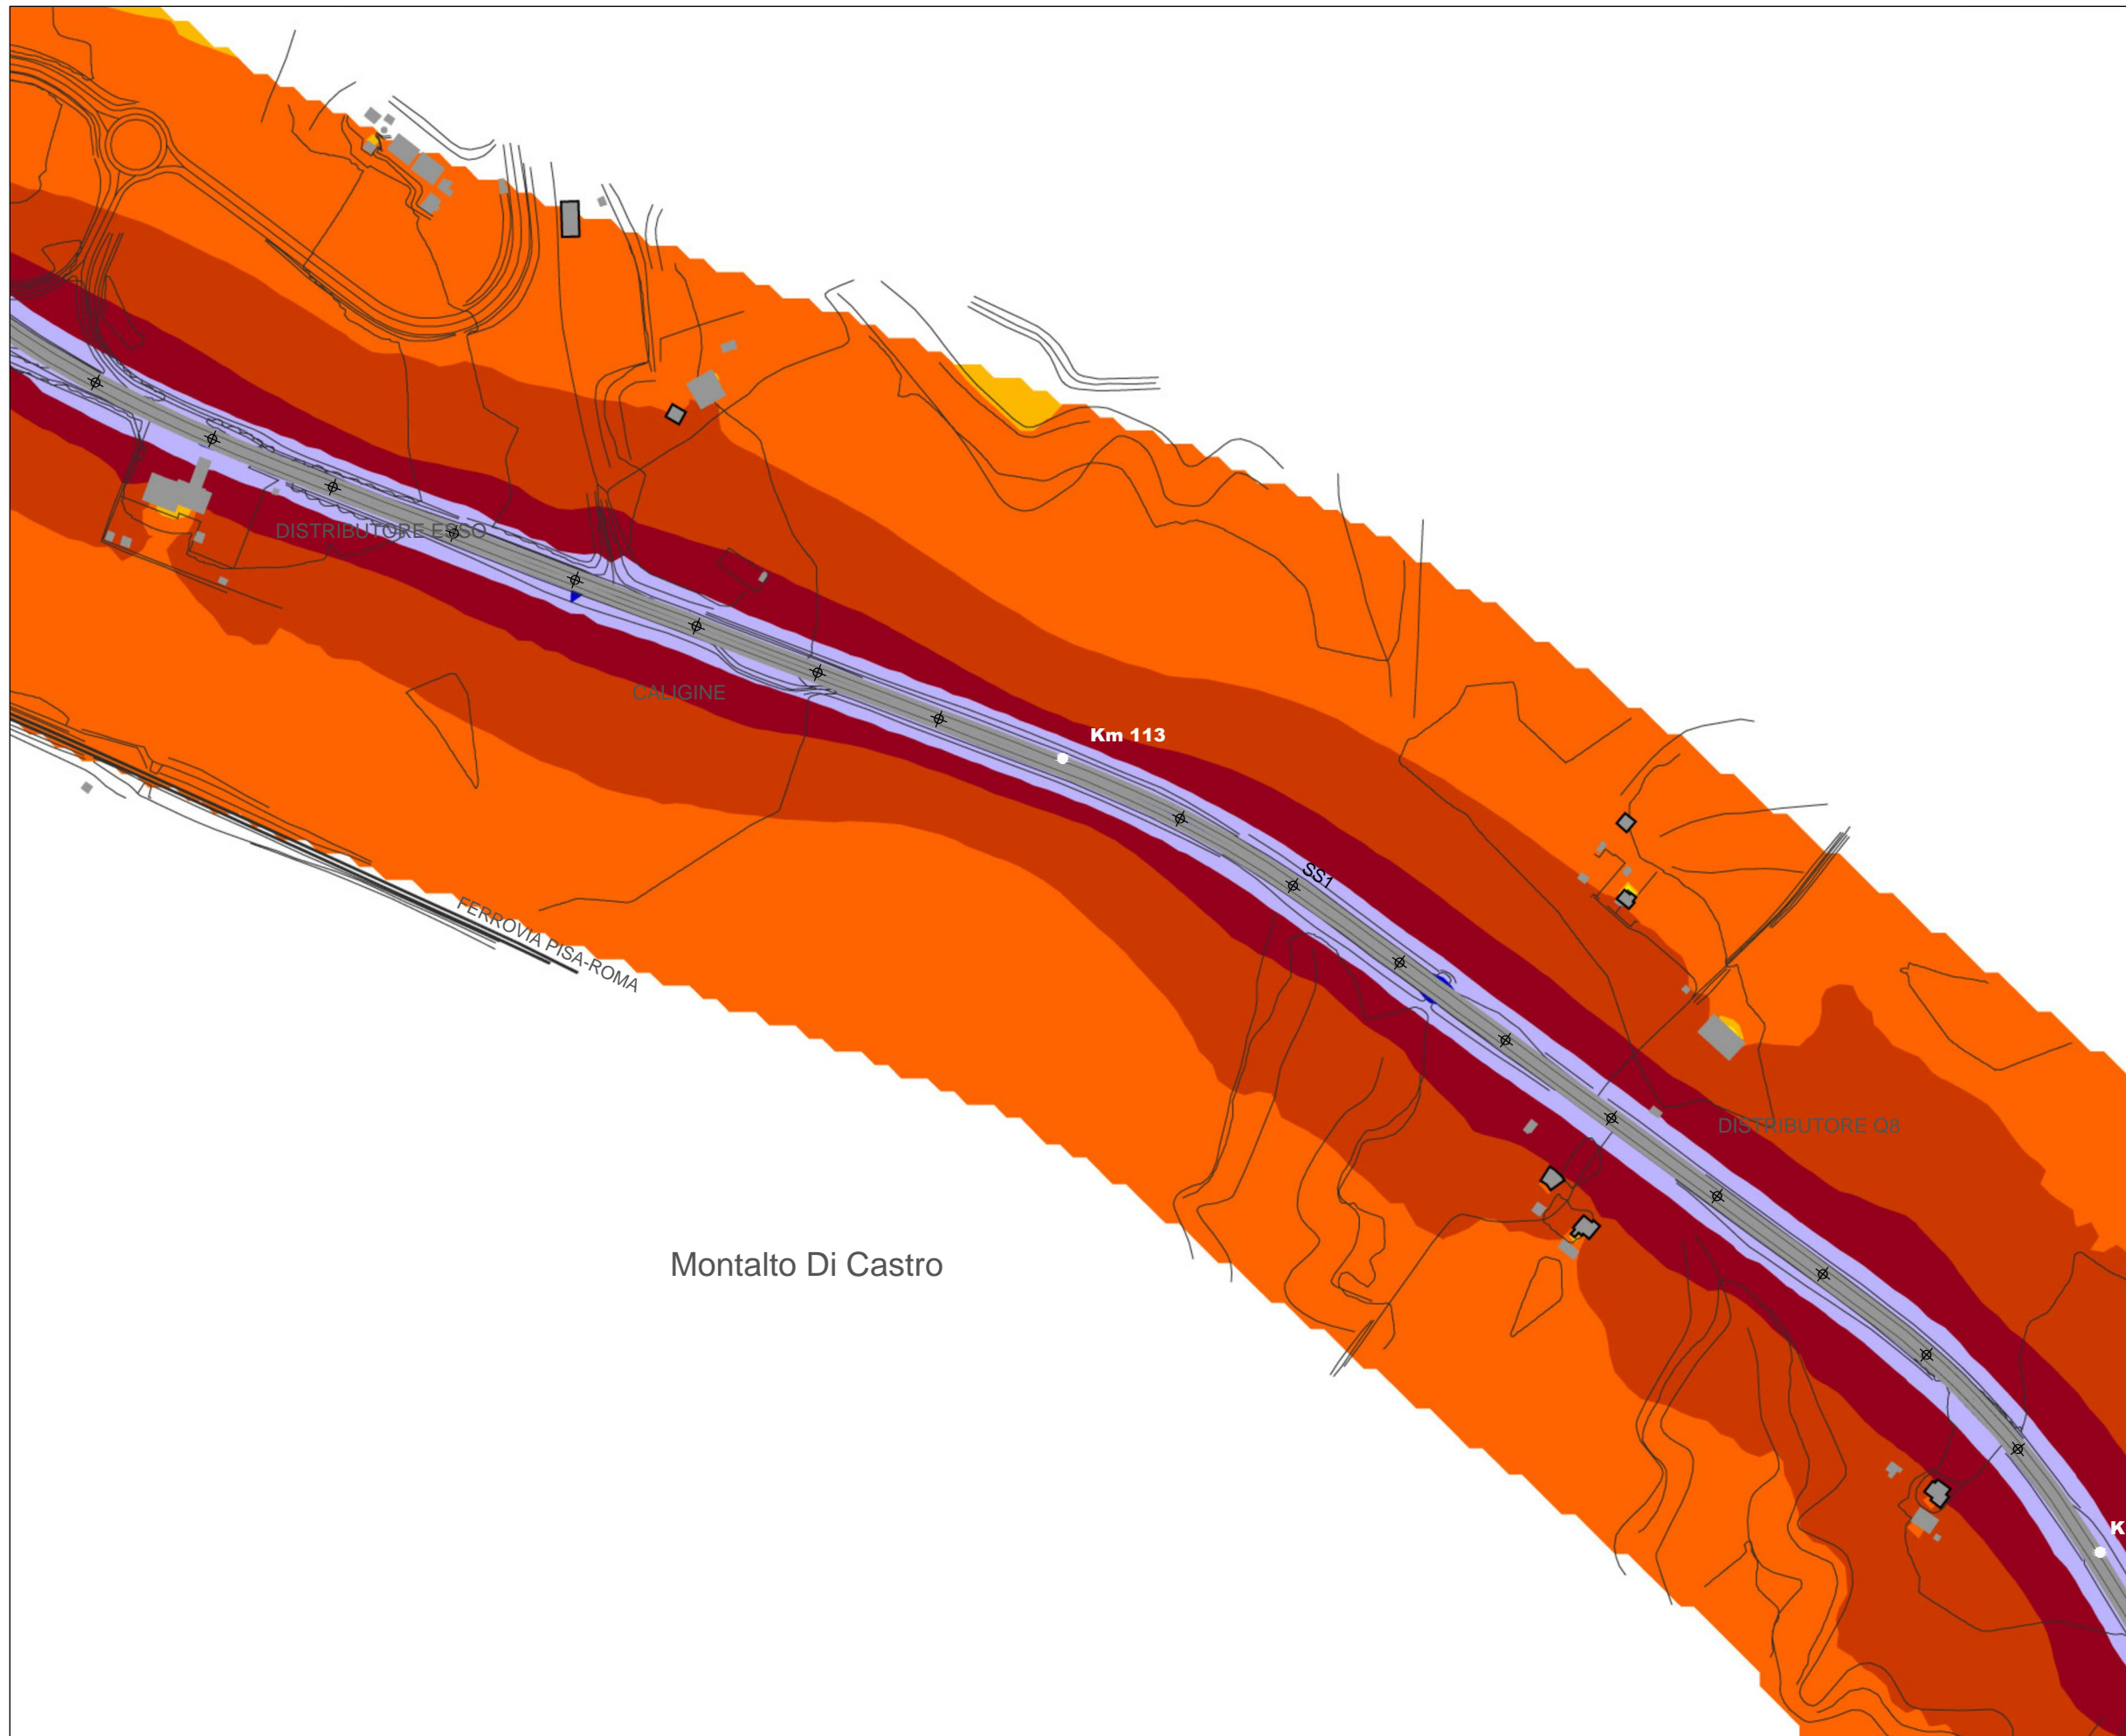 DISTRIBUTORE ESSO
CALIGINE
Km 113
SS1
FERROVIA PISA-ROMA
DISTRIBUTORE Q8
Montalto Di Castro
K